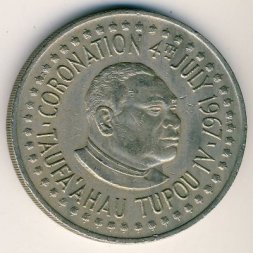 CORONATION 4TH JULY 1967.
TAUFA'AHAU TUPOU IV.